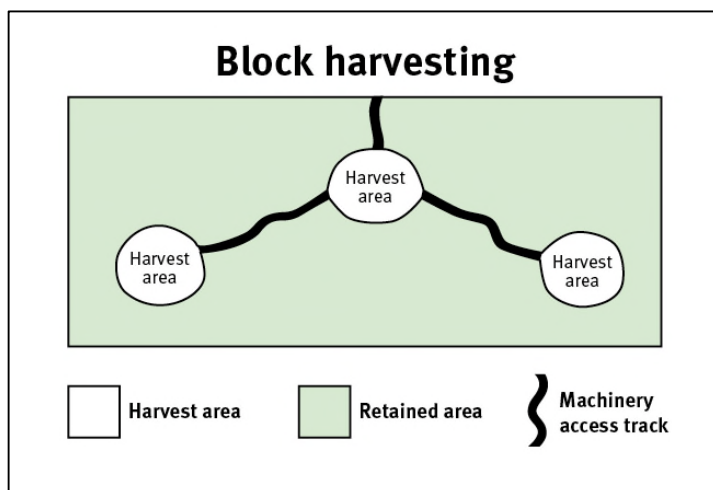 Block harvesting
Harvest
area
Harvest
area
Harvest
area
Harvest area
Retained area
Machinery
access track